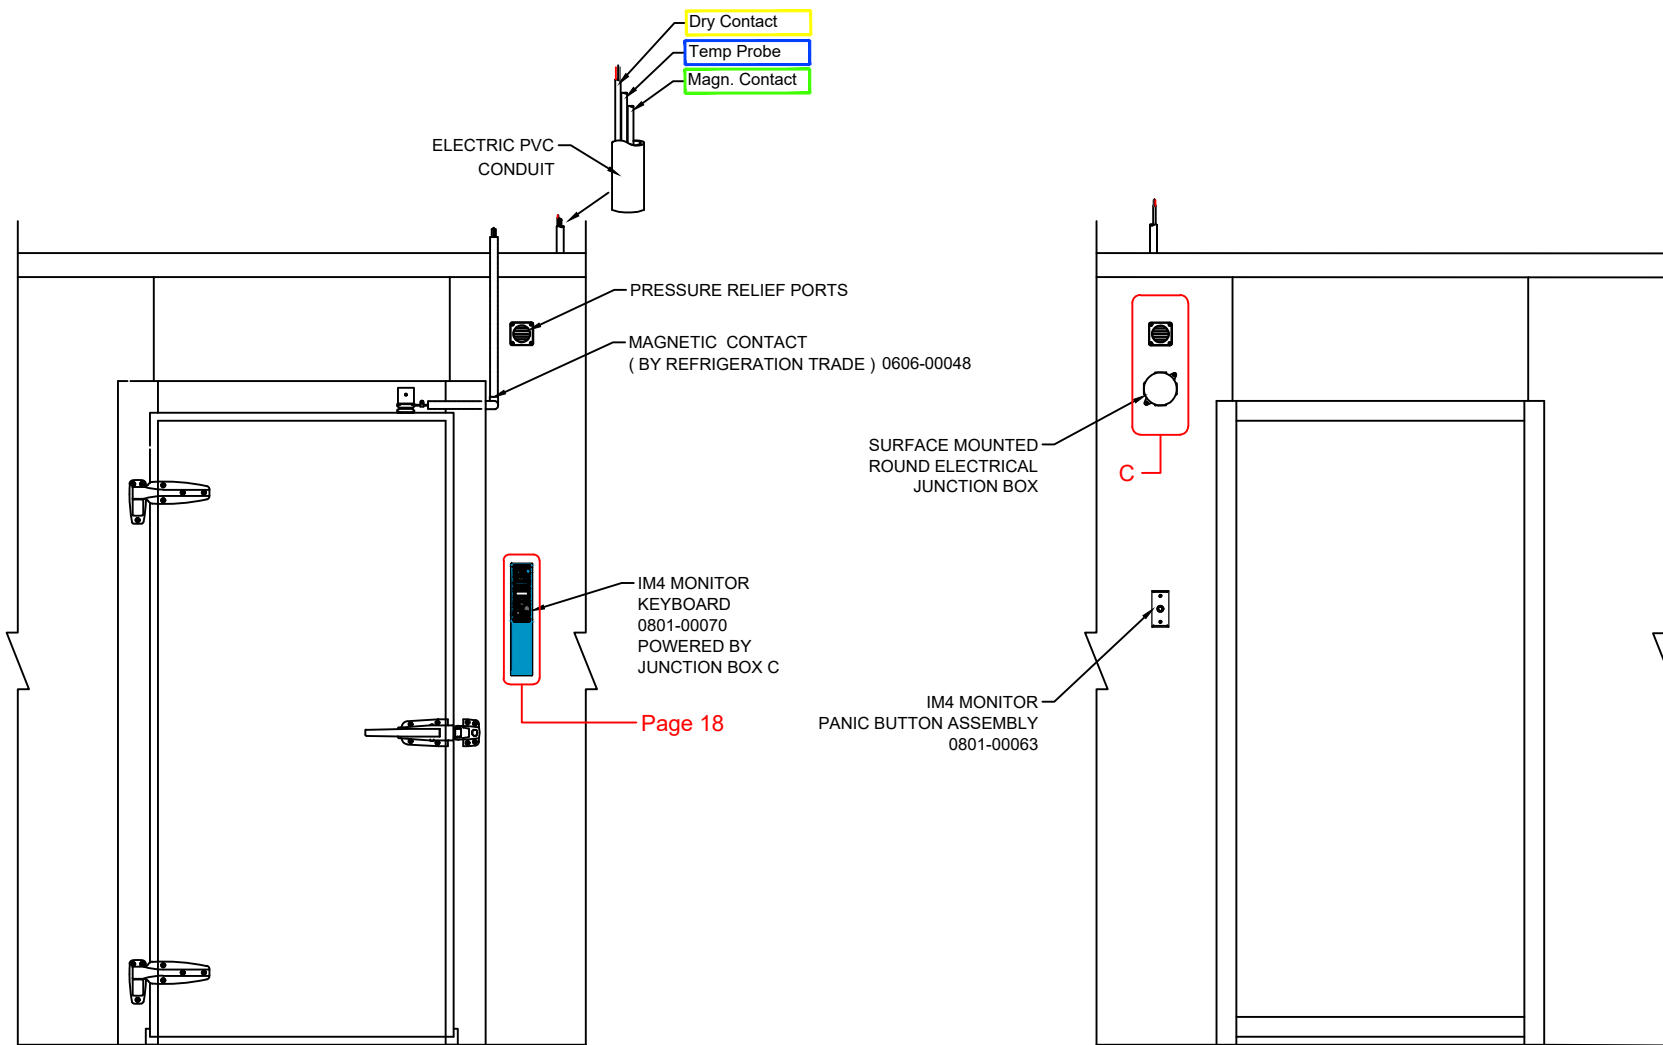 Dry Contact
Temp Probe
Magn. Contact
ELECTRIC PVC
CONDUIT
PRESSURE RELIEF PORTS
MAGNETIC CONTACT
( BY REFRIGERATION TRADE ) 0606-00048
SURFACE MOUNTED
ROUND ELECTRICAL
JUNCTION BOX
C
IM4 MONITOR
KEYBOARD
0801-00070
POWERED BY
JUNCTION BOX C
Page 18
IM4 MONITOR
PANIC BUTTON ASSEMBLY
0801-00063